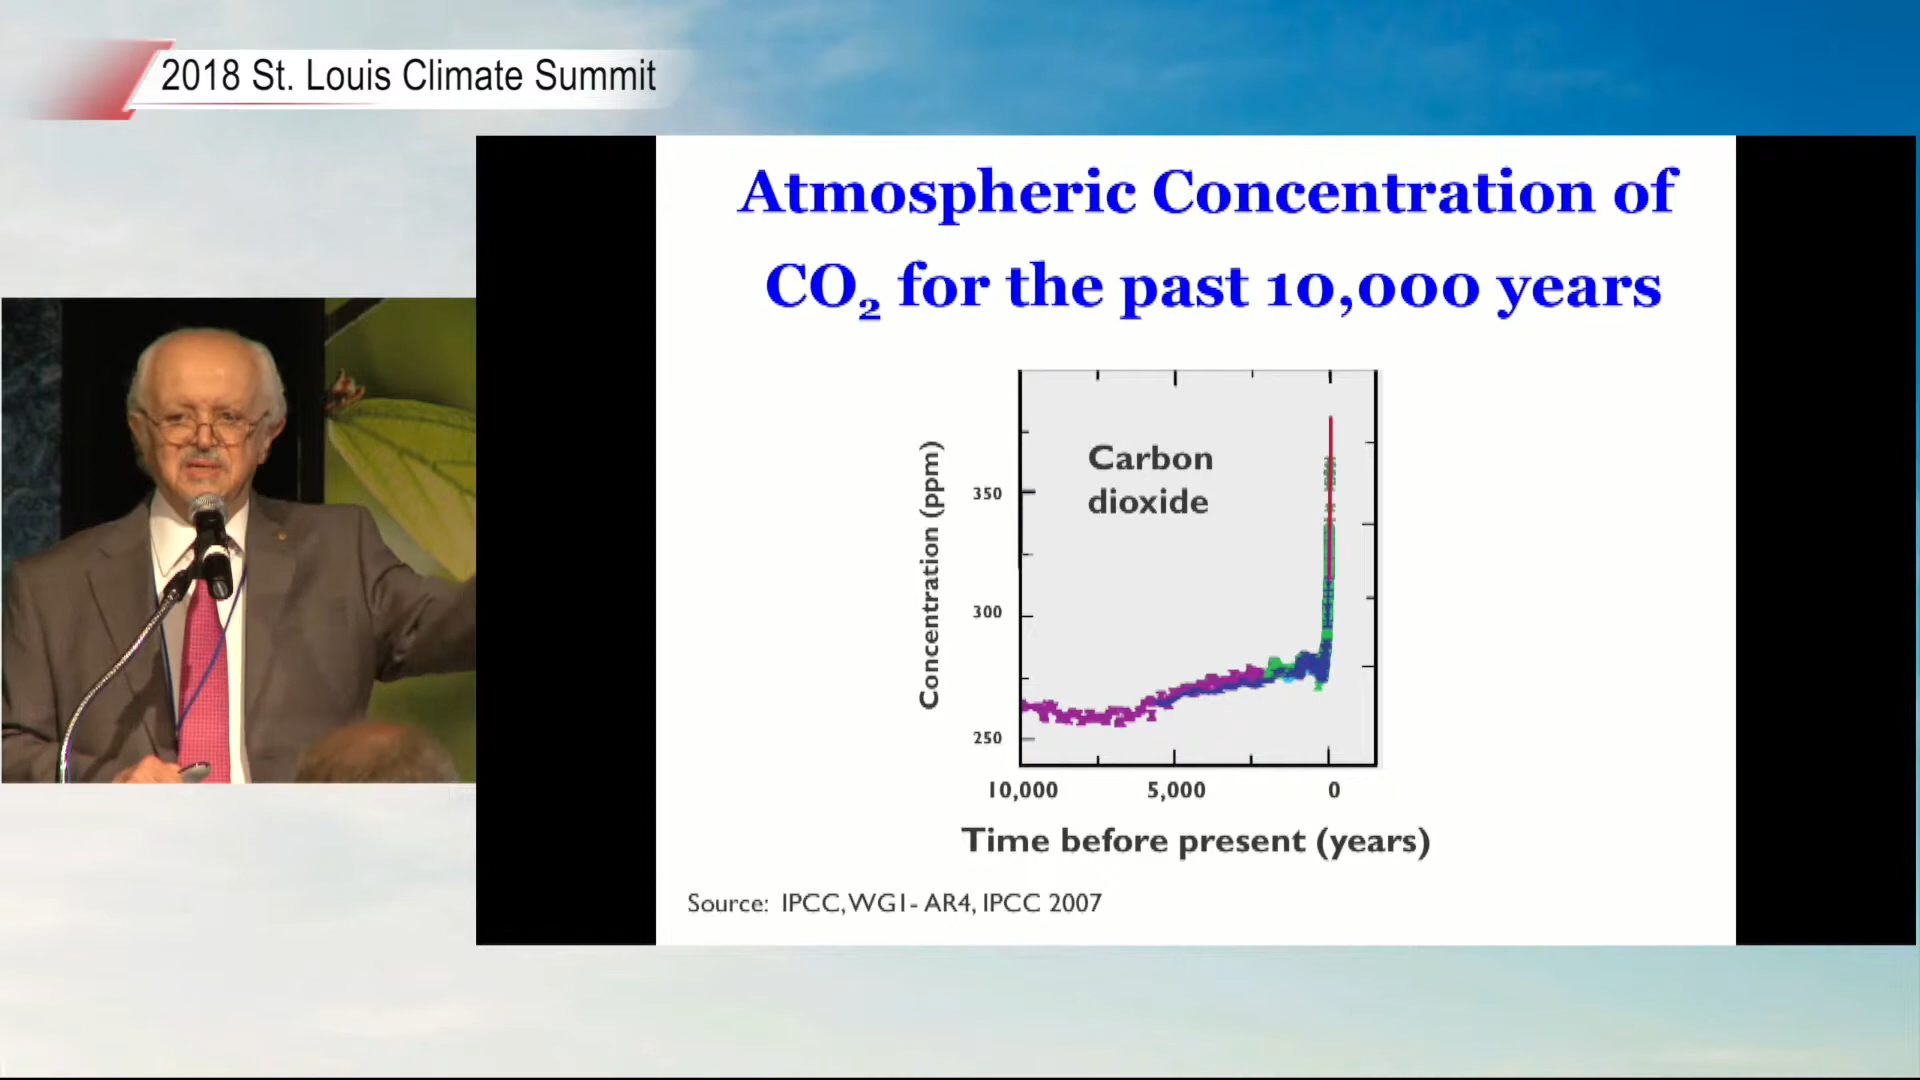 2018 St. Louis Climate Summit
Atmospheric Concentration of
CO₂ for the past 10,000 years
Carbon
dioxide
Concentration (ppm)
350
300
250
10,000 5,000 0
Time before present (years)
Source: IPCC, WG1- AR4, IPCC 2007